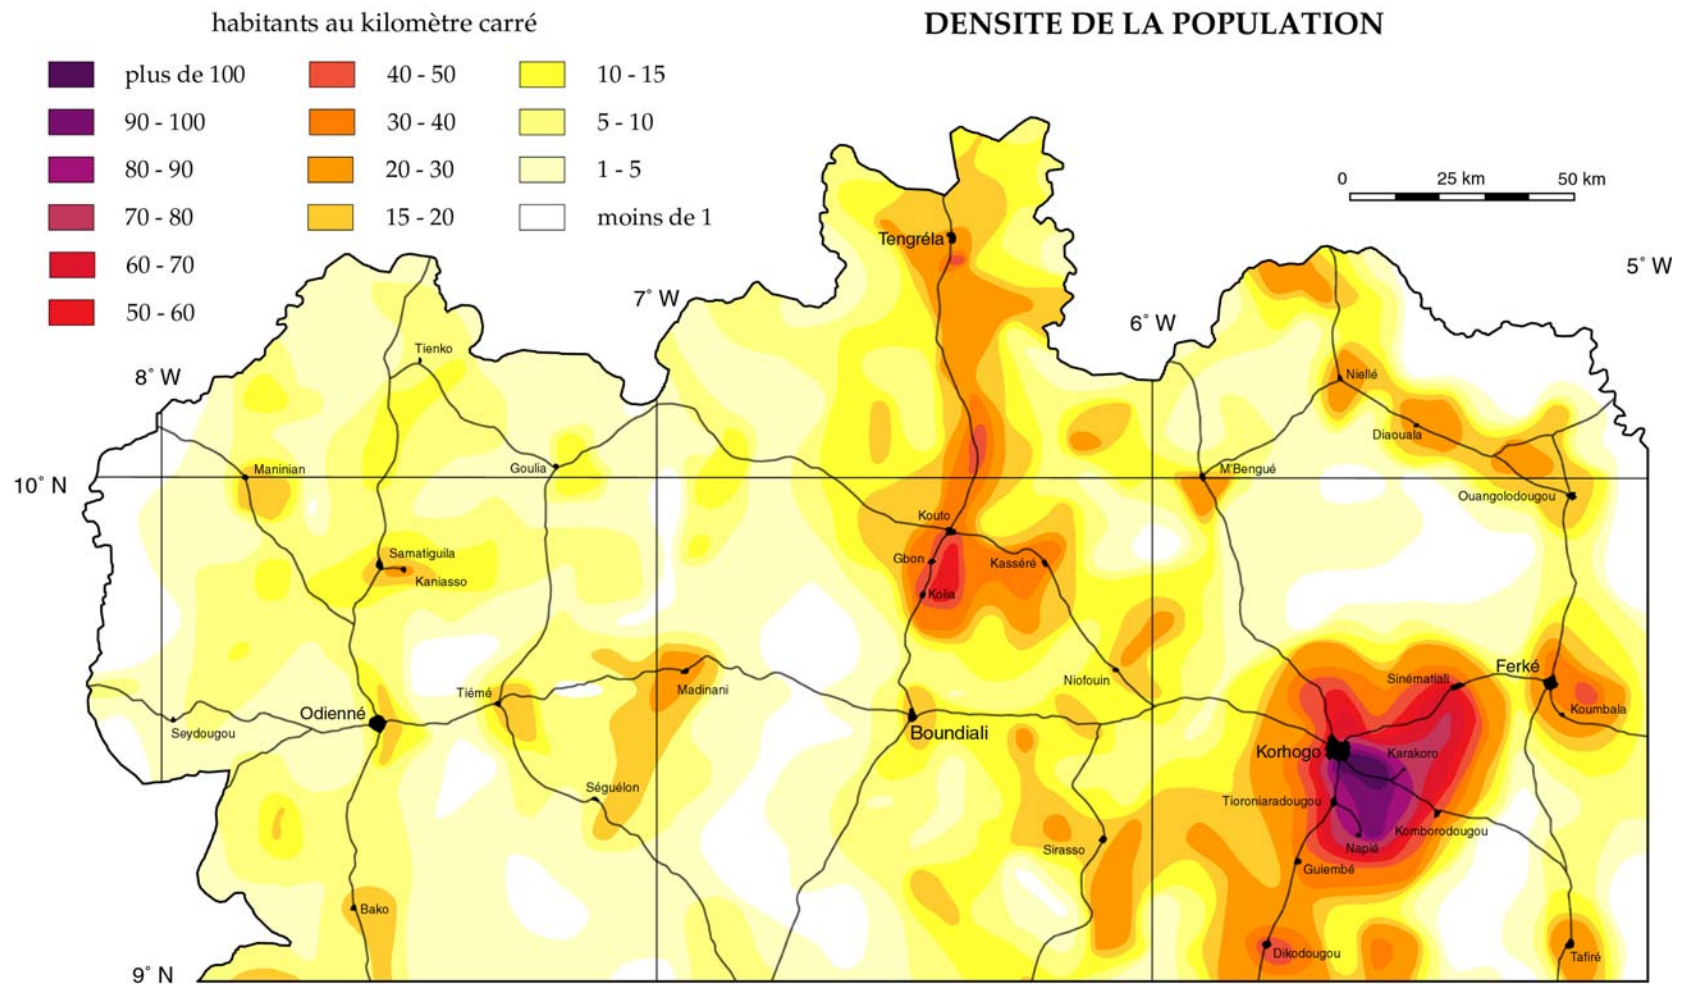 habitants au kilomètre carré
DENSITE DE LA POPULATION
plus de 100
90 - 100
80 - 90
70 - 80
60 - 70
50 - 60
40 - 50
30 - 40
20 - 30
15 - 20
10 - 15
5 - 10
1 - 5
moins de 1
0 25 km 50 km
5° W
6° W
7° W
8° W
10° N
9° N
Tengréla
Tienko
Niellé
Diaouala
Maninian
Goulia
M'Bengué
Ouangolodougou
Kouto
Samatiguila
Gbon
Kasséré
Kaniasso
Kolia
Ferké
Niofouin
Sinématiali
Madinani
Tiémé
Koumbala
Odienné
Seydougou
Boundiali
Korhogo
Karakoro
Séguélon
Tioroniaradougou
Komborodougou
Sirasso
Napié
Guiembé
Bako
Dikodougou
Tafiré